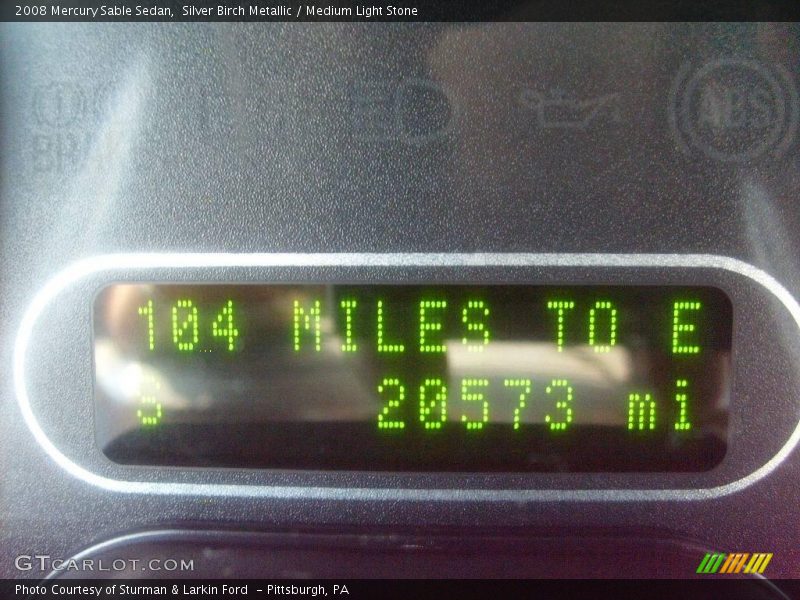 2008 Mercury Sable Sedan,  Silver Birch Metallic / Medium Light Stone
ABS
104 MILES TO E
20573 mi
GTCARLOT.COM
Photo Courtesy of Sturman & Larkin Ford  - Pittsburgh, PA